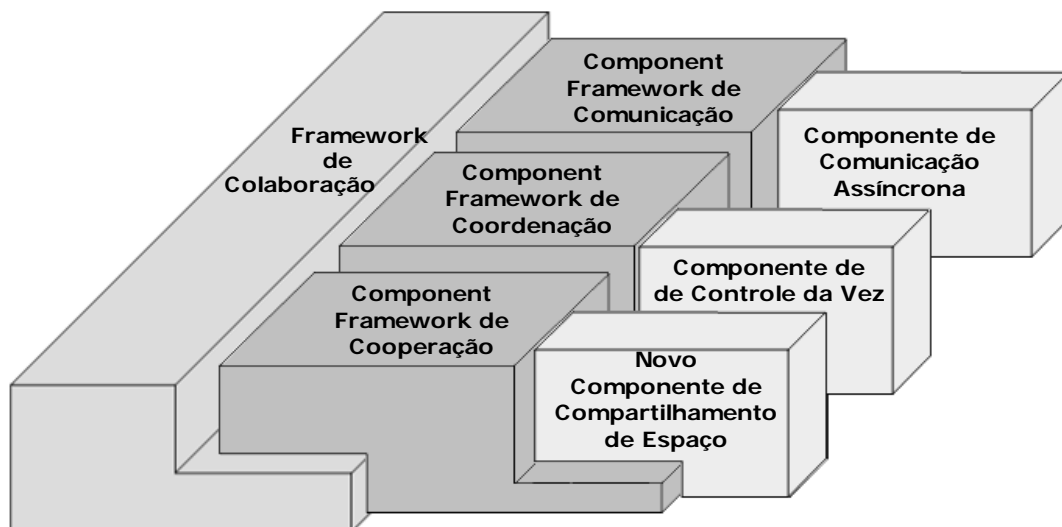 Framework
de
Colaboração
Component
Framework de
Comunicação
Componente de
Comunicação
Assíncrona
Component
Framework de
Coordenação
Componente de
de Controle da Vez
Component
Framework de
Cooperação
Novo
Componente de
Compartilhamento
de Espaço